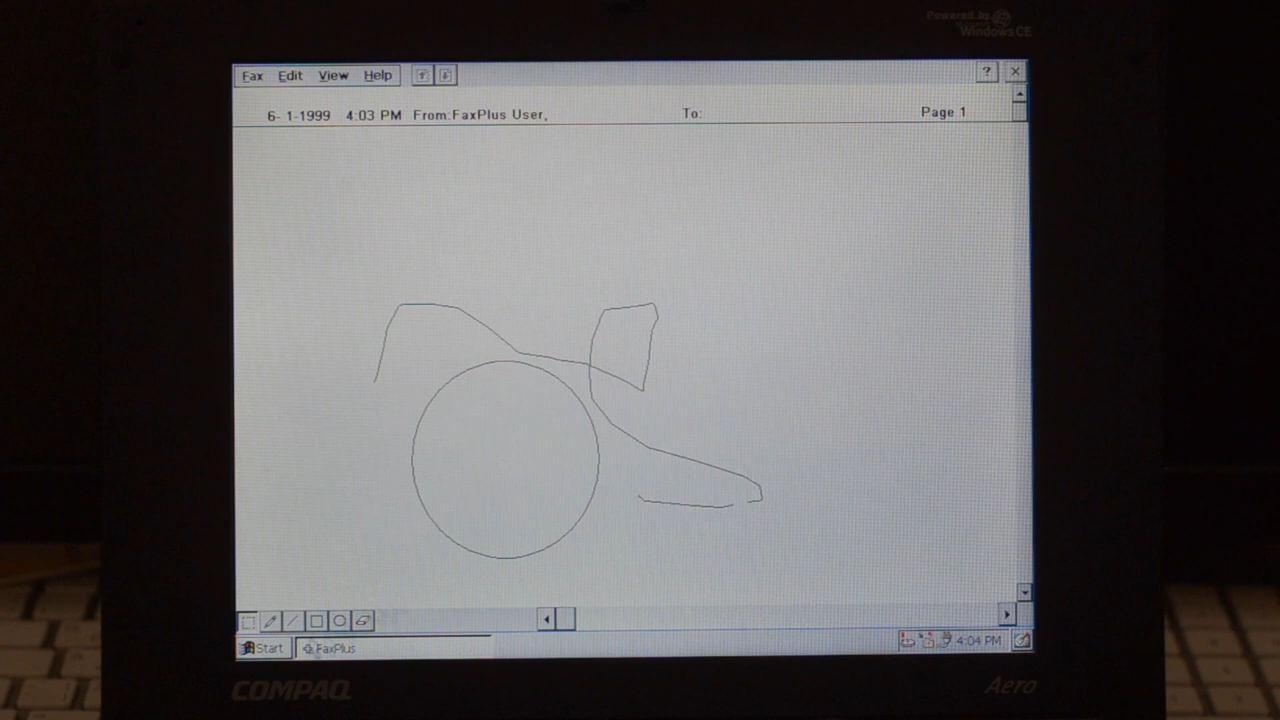 Powered by
Windows CE
Fax Edit View Help ? ×
6- 1-1999 4:03 PM From:FaxPlus User, To: Page 1
Start FaxPlus 4:04 PM
COMPAQ Aero